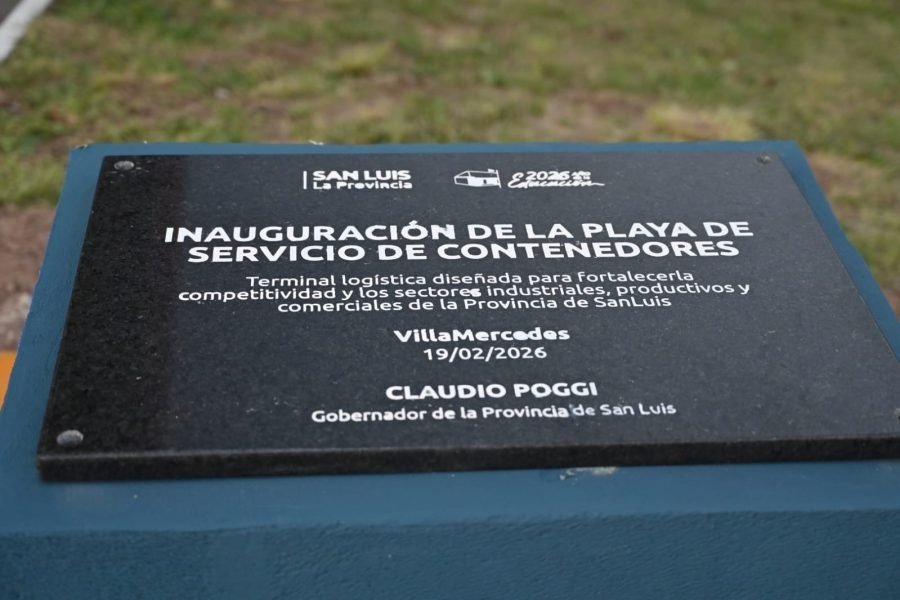 SAN LUIS
La Provincia
2026
Educación
INAUGURACIÓN DE LA PLAYA DE
SERVICIO DE CONTENEDORES
Terminal logística diseñada para fortalecerla
competitividad y los sectores industriales, productivos y
comerciales de la Provincia de SanLuis
VillaMercedes
19/02/2026
CLAUDIO POGGI
Gobernador de la Provincia de San Luis